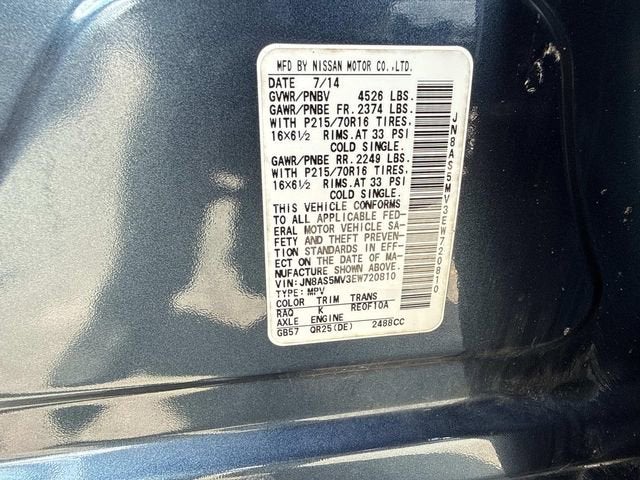 MFD BY NISSAN MOTOR CO.,LTD.
DATE 7/14
GVWR/PNBV 4526 LBS.
GAWR/PNBE FR. 2374 LBS.
WITH P215/70R16 TIRES.
16X6½ RIMS. AT 33 PSI
COLD SINGLE.
GAWR/PNBE RR. 2249 LBS.
WITH P215/70R16 TIRES.
16X6½ RIMS. AT 33 PSI
COLD SINGLE.
THIS VEHICLE CONFORMS
TO ALL APPLICABLE FED-
ERAL MOTOR VEHICLE SA-
FETY AND THEFT PREVEN-
TION STANDARDS IN EFF-
ECT ON THE DATE OF MA-
NUFACTURE SHOWN ABOVE.
VIN: JN8AS5MV3EW720810
TYPE: MPV
COLOR TRIM TRANS
RAQ K RE0F10A
AXLE ENGINE
GB57 QR25(DE) 2488CC
JN8AS5MV3EW720810